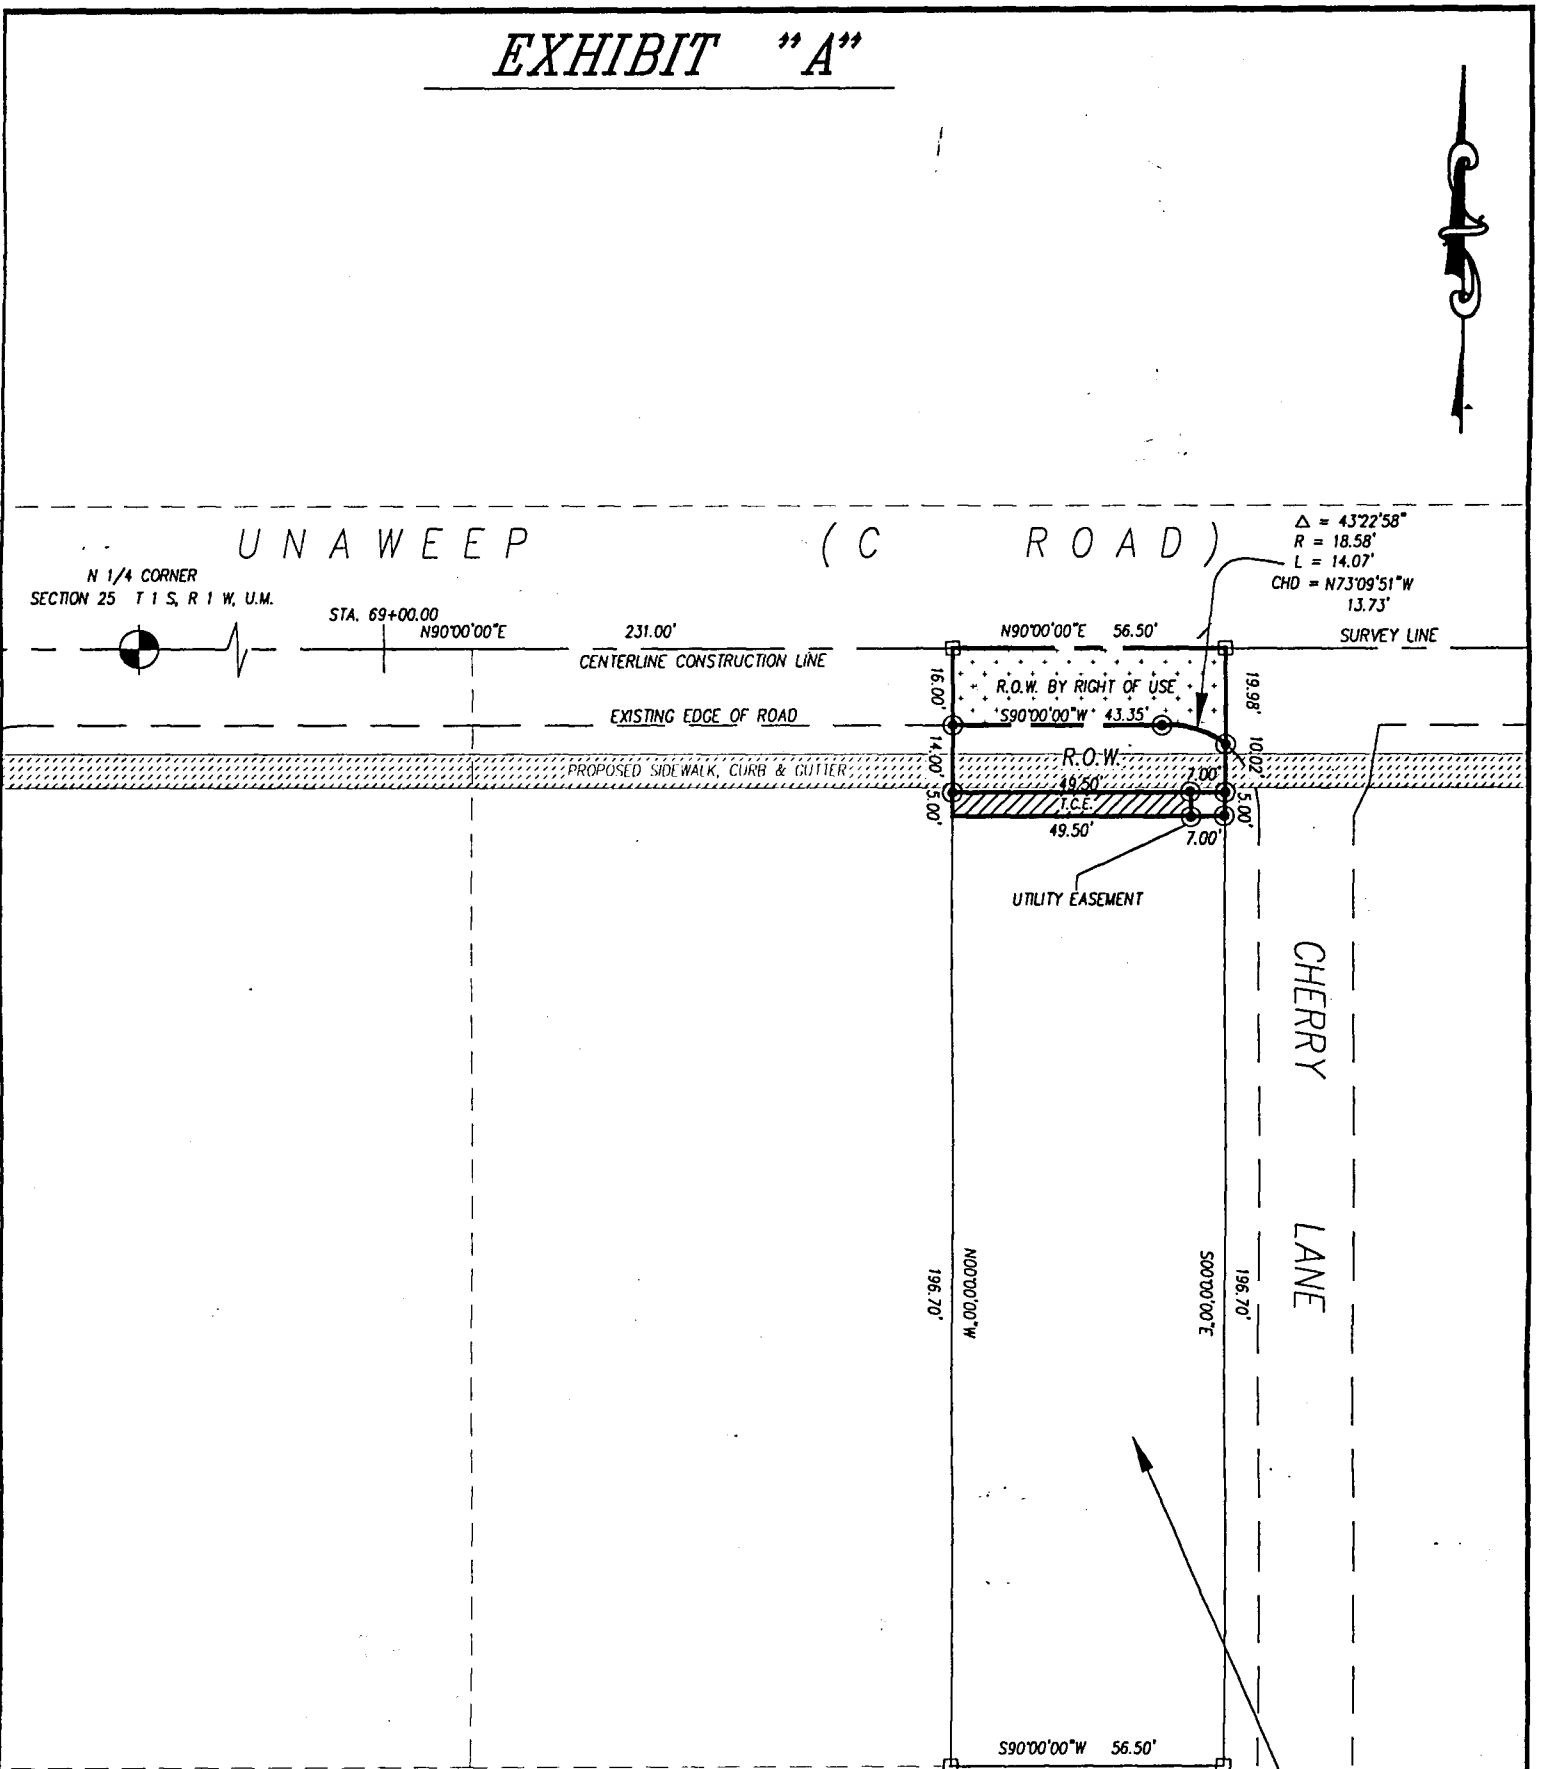 EXHIBIT "A"
UNAWEEP (C ROAD)
Δ = 43°22'58"
R = 18.58'
L = 14.07'
CHD = N73°09'51"W
13.73'
N 1/4 CORNER
SECTION 25 T 1 S, R 1 W, U.M.
STA. 69+00.00
N90°00'00"E 231.00'
N90°00'00"E 56.50'
SURVEY LINE
CENTERLINE CONSTRUCTION LINE
16.00'
R.O.W. BY RIGHT OF USE
19.98'
EXISTING EDGE OF ROAD
S90°00'00"W 43.35'
14.00'
R.O.W.
10.02'
PROPOSED SIDEWALK, CURB & GUTTER
49.50'
7.00'
5.00'
T.C.E.
5.00'
49.50'
7.00'
UTILITY EASEMENT
CHERRY LANE
N00°00'00"W
196.70'
S00°00'00"E
196.70'
S90°00'00"W 56.50'